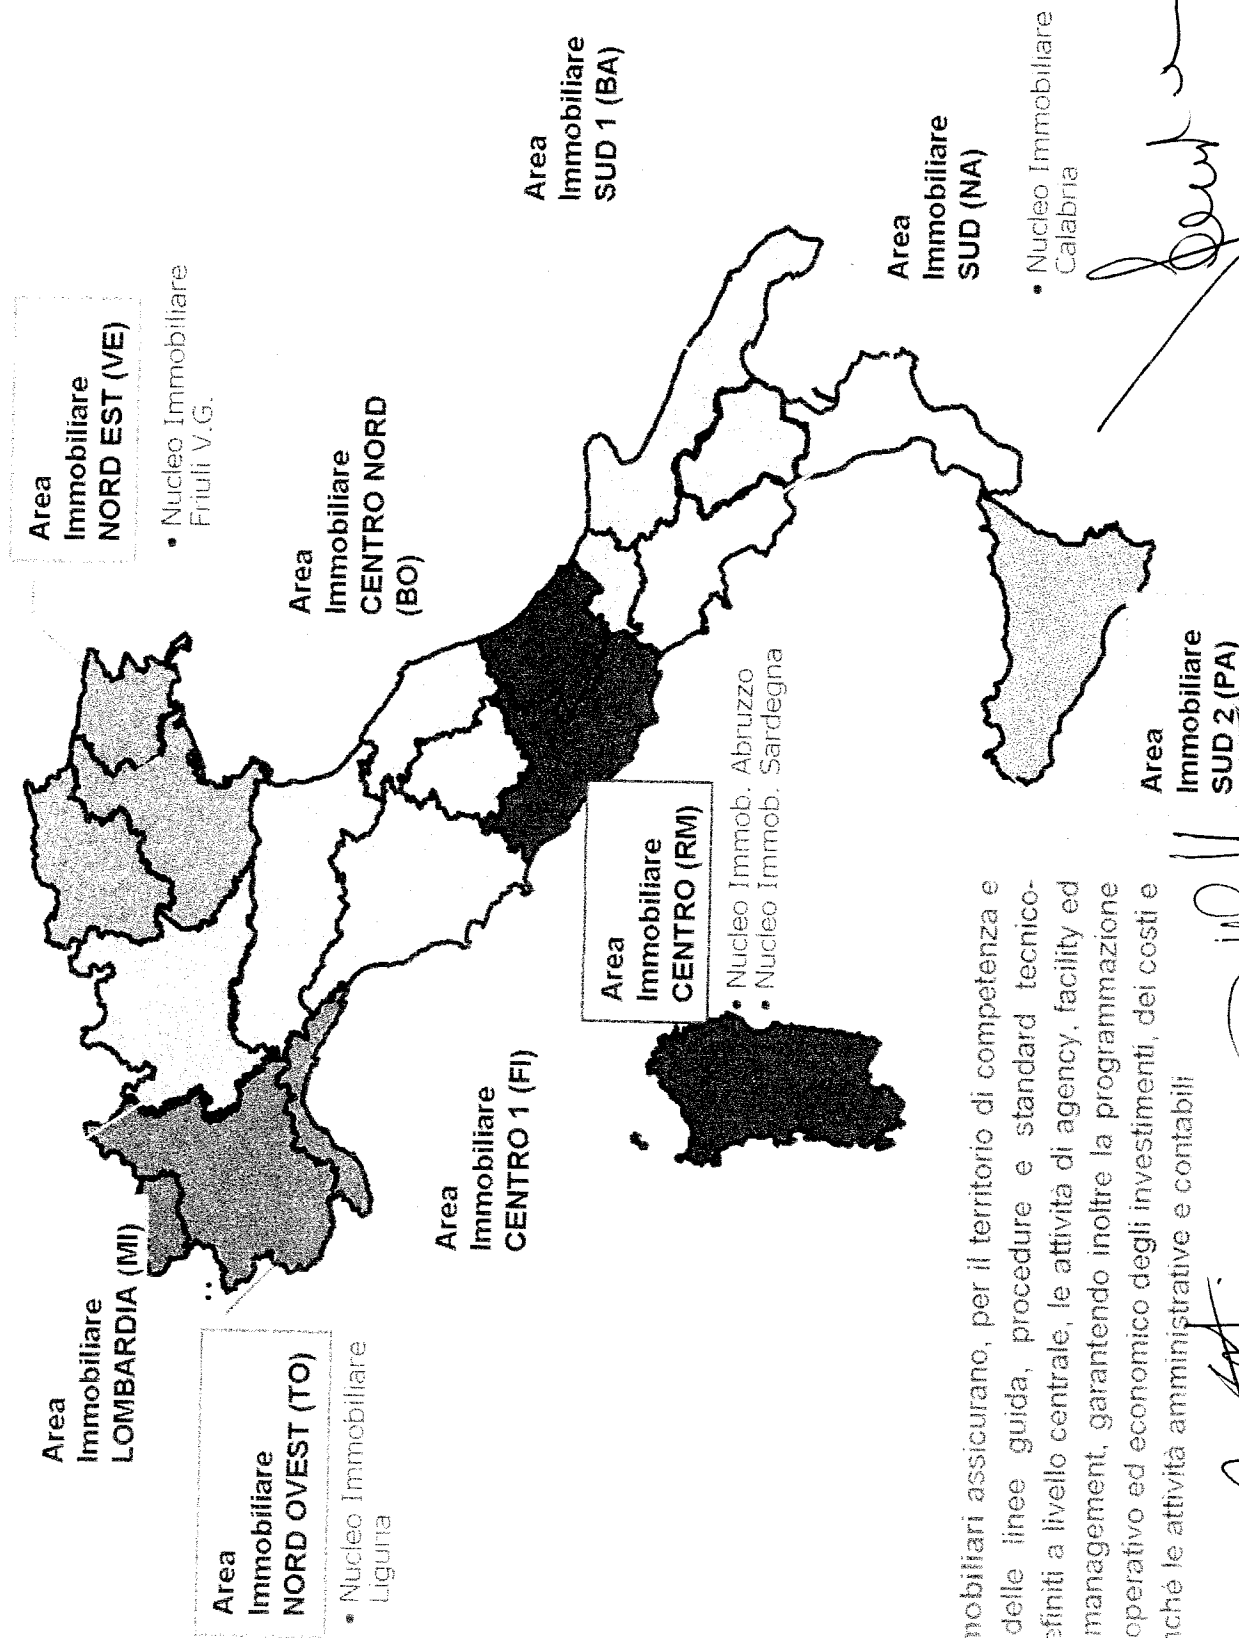 Area
Immobiliare
LOMBARDIA (MI)
Area
Immobiliare
NORD EST (VE)
• Nucleo Immobiliare
Friuli V.G.
Area
Immobiliare
NORD OVEST (TO)
• Nucleo Immobiliare
Liguria
Area
Immobiliare
CENTRO NORD
(BO)
Area
Immobiliare
CENTRO 1 (FI)
Area
Immobiliare
SUD 1 (BA)
Area
Immobiliare
CENTRO (RM)
• Nucleo Immob. Abruzzo
• Nucleo Immob. Sardegna
Area
Immobiliare
SUD (NA)
• Nucleo Immobiliare
Calabria
Area
Immobiliare
SUD 2 (PA)
mobiliari assicurano, per il territorio di competenza e
delle linee guida, procedure e standard tecnico-
efiniti a livello centrale, le attività di agency, facility ed
management, garantendo inoltre la programmazione
operativo ed economico degli investimenti, dei costi e
nché le attività amministrative e contabili